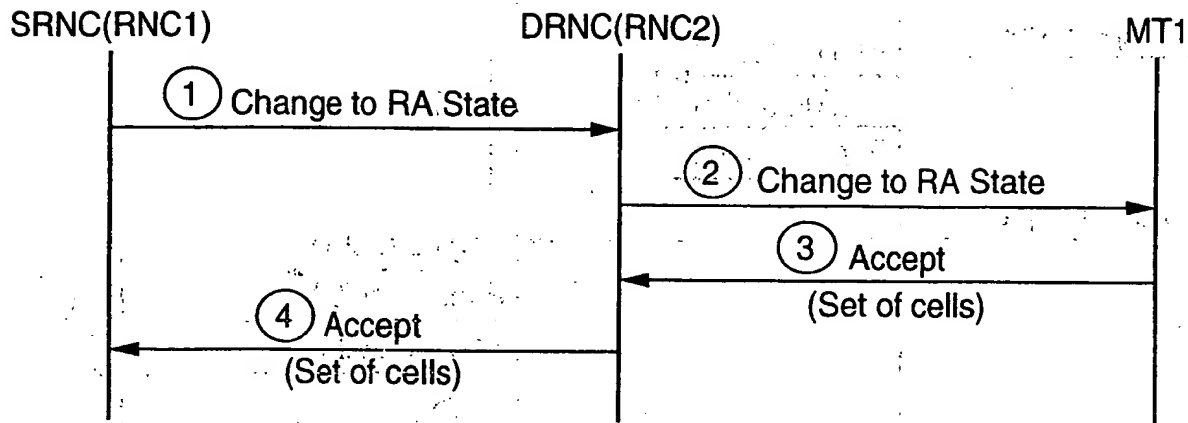 SRNC(RNC1) DRNC(RNC2) MT1
1 Change to RA State
2 Change to RA State
3 Accept
(Set of cells)
4 Accept
(Set of cells)